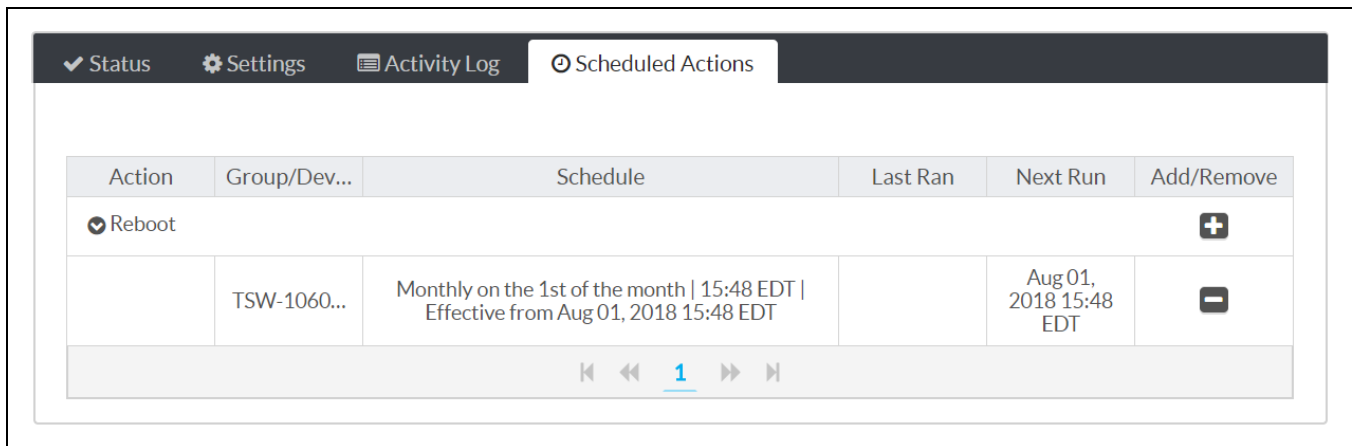 Status Settings Activity Log Scheduled Actions
Action Group/Dev... Schedule Last Ran Next Run Add/Remove
Reboot
TSW-1060...
Monthly on the 1st of the month | 15:48 EDT |
Effective from Aug 01, 2018 15:48 EDT
Aug 01,
2018 15:48
EDT
1